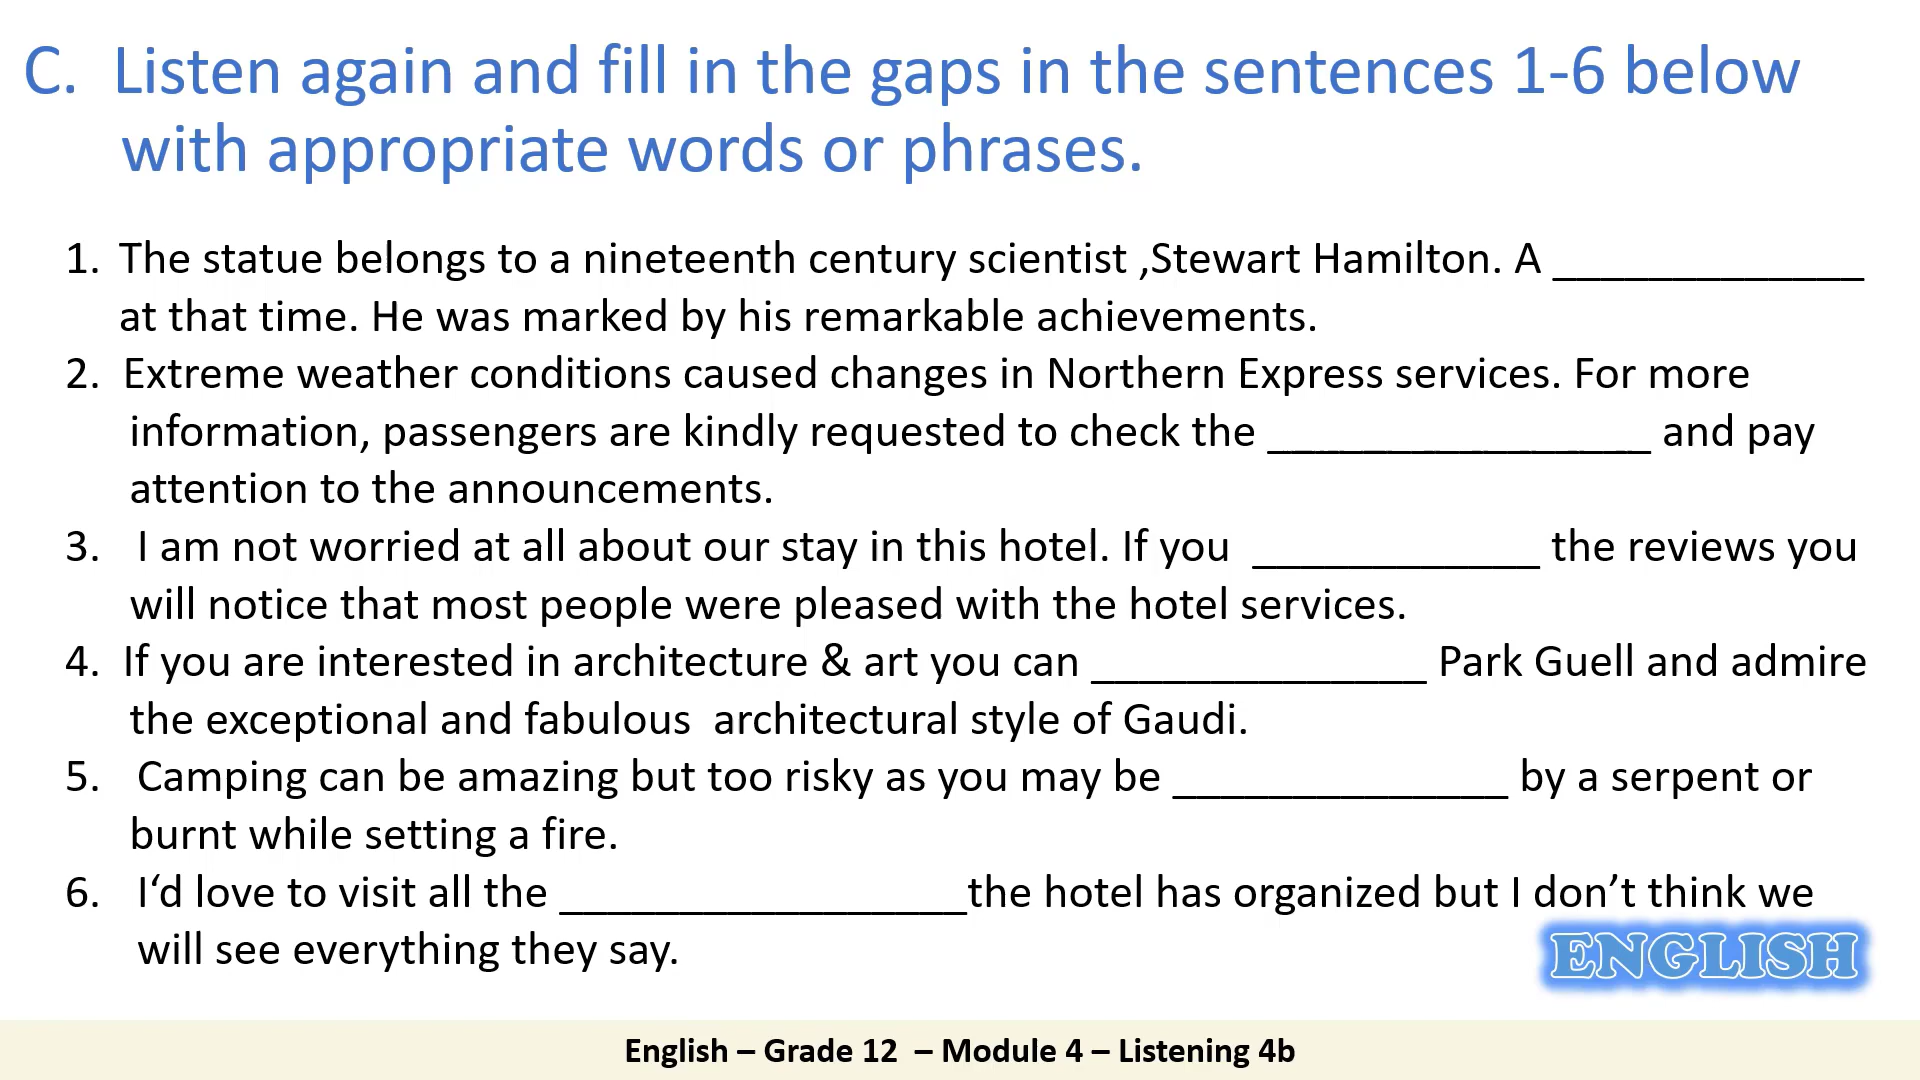 C. Listen again and fill in the gaps in the sentences 1-6 below
with appropriate words or phrases.
1. The statue belongs to a nineteenth century scientist ,Stewart Hamilton. A _____________
at that time. He was marked by his remarkable achievements.
2. Extreme weather conditions caused changes in Northern Express services. For more
information, passengers are kindly requested to check the ________________ and pay
attention to the announcements.
3. I am not worried at all about our stay in this hotel. If you ____________ the reviews you
will notice that most people were pleased with the hotel services.
4. If you are interested in architecture & art you can ______________ Park Guell and admire
the exceptional and fabulous architectural style of Gaudi.
5. Camping can be amazing but too risky as you may be ______________ by a serpent or
burnt while setting a fire.
6. I‘d love to visit all the _________________the hotel has organized but I don’t think we
will see everything they say.
ENGLISH
English – Grade 12 – Module 4 – Listening 4b